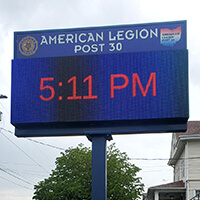 AMERICAN LEGION
POST 30
5:11 PM